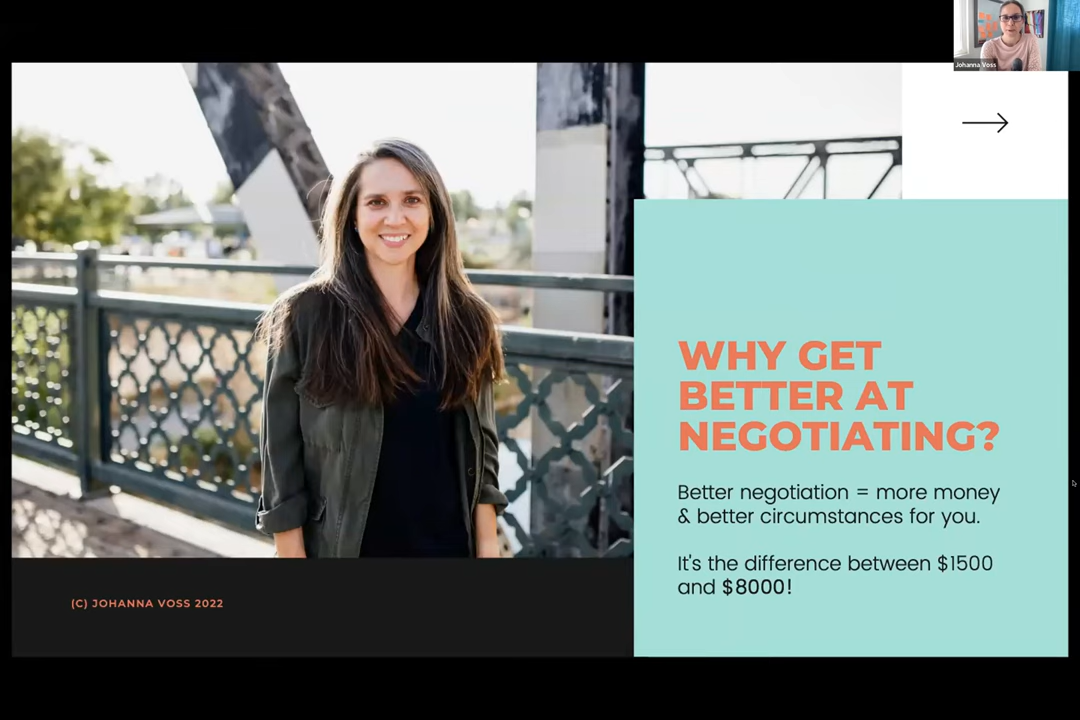 Johanna Voss
WHY GET
BETTER AT
NEGOTIATING?
Better negotiation = more money
& better circumstances for you.
It's the difference between $1500
and $8000!
(C) JOHANNA VOSS 2022